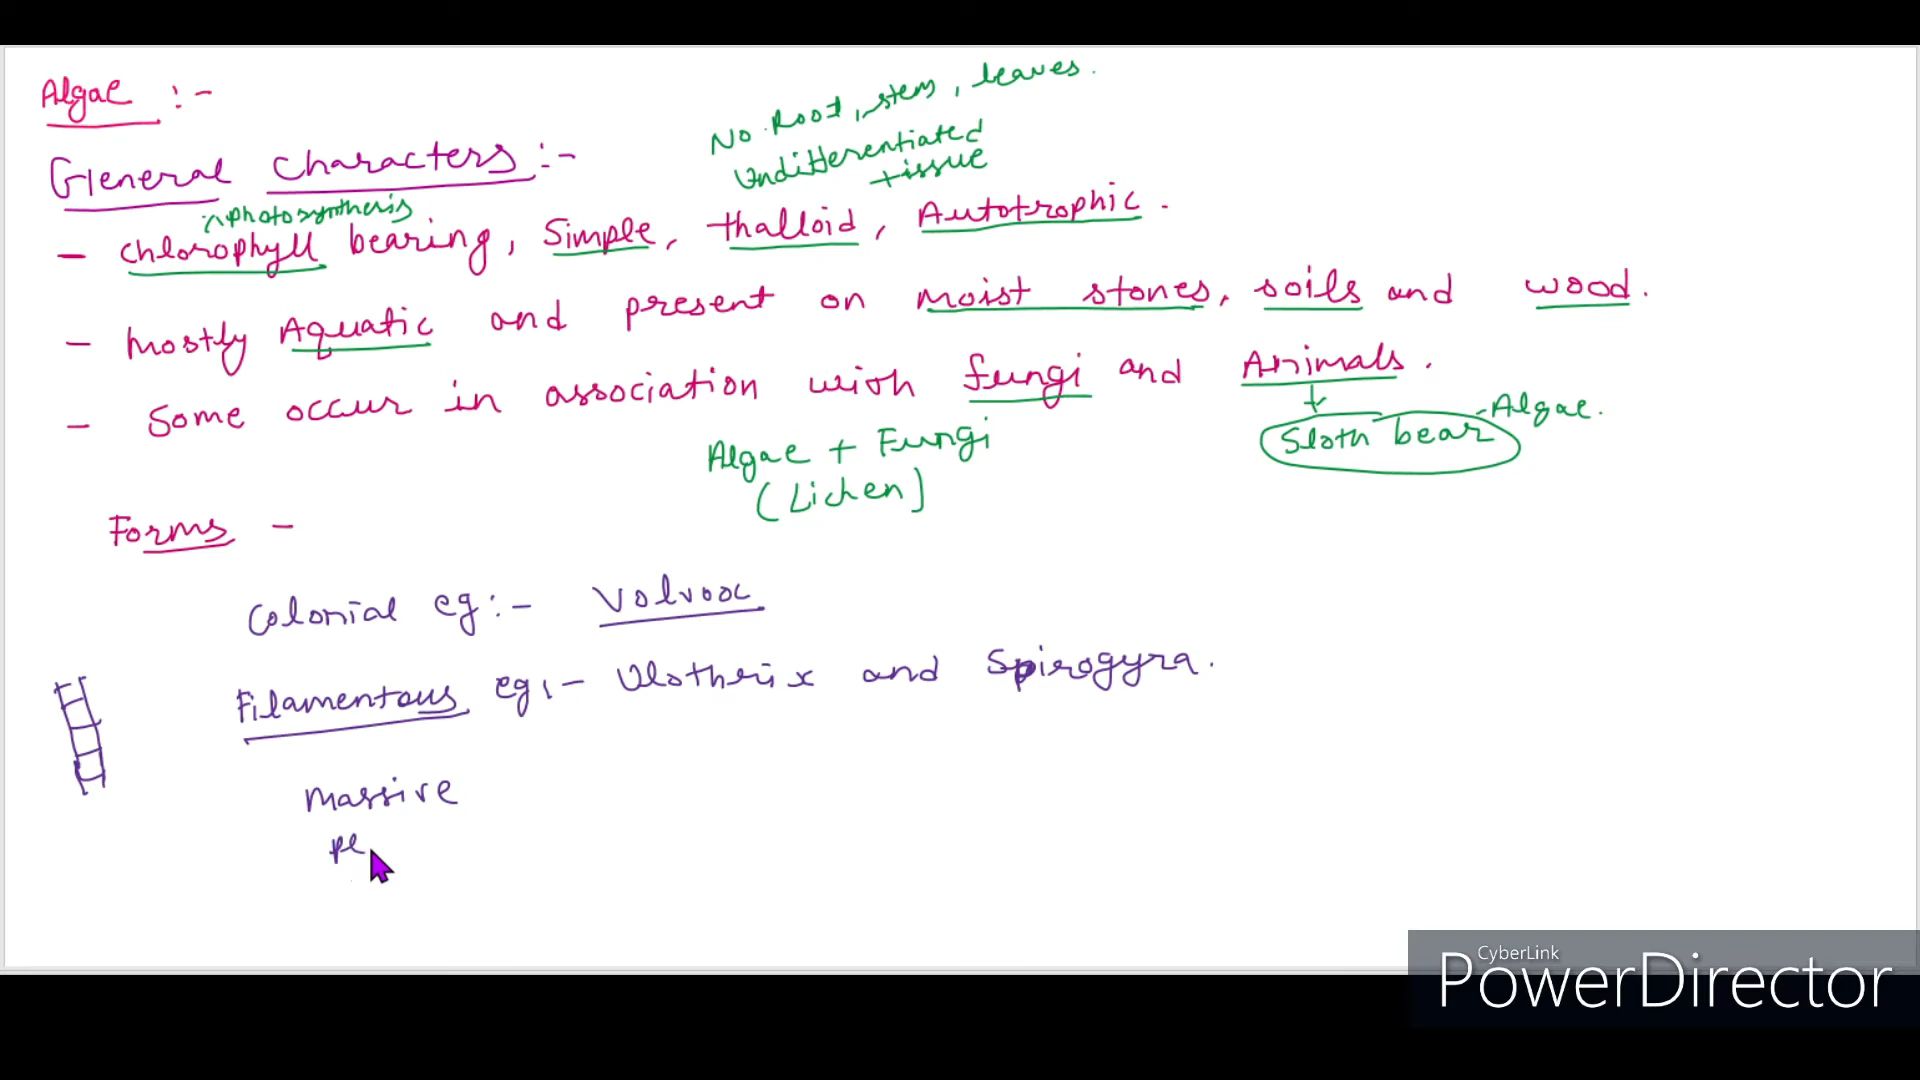 Algae :-
No Root, stem, leaves.
Undifferentiated
tissue
General Characters :-
photosynthesis
- Chlorophyll bearing, Simple, thalloid, Autotrophic.
- Mostly Aquatic and present on moist stones, soils and wood.
- Some occur in association with fungi and Animals.
Algae + Fungi
(Lichen)
Sloth bear - Algae.
Forms -
Colonial eg:- Volvox
Filamentous eg:- Ulothrix and Spirogyra.
Massive
CyberLink
PowerDirector